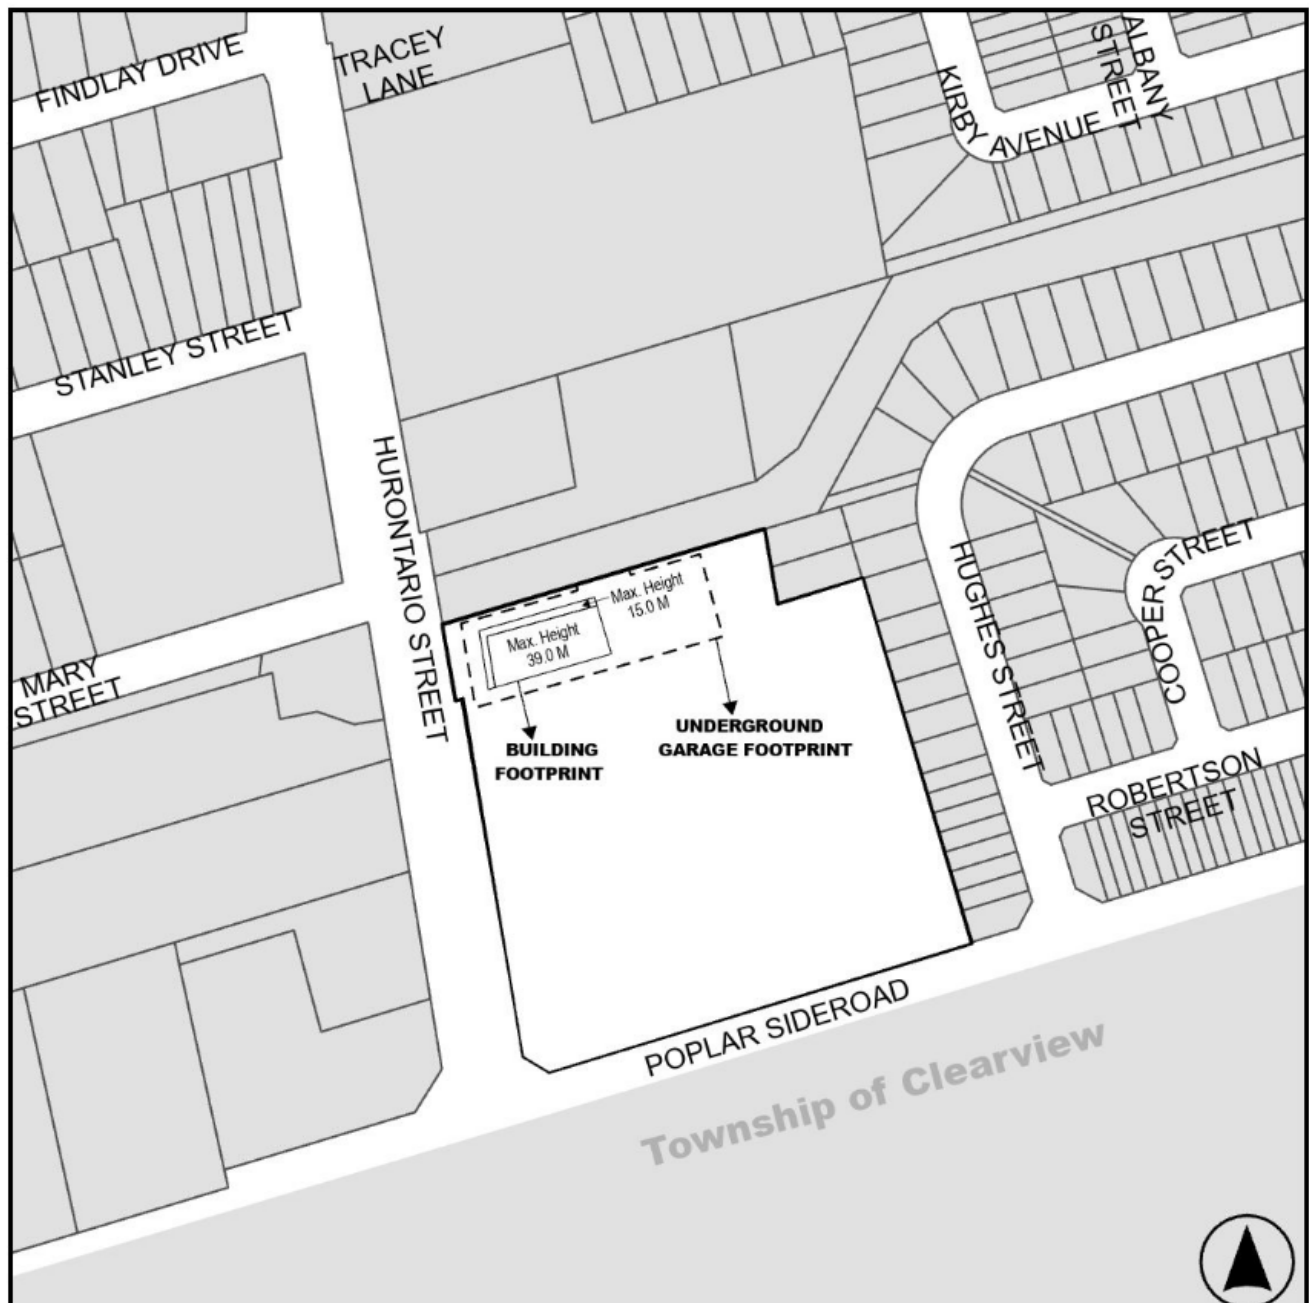 FINDLAY DRIVE
TRACEY
LANE
KIRBY AVENUE
ALBANY
STREET
STANLEY STREET
HURONTARIO STREET
MARY
STREET
Max. Height
39.0 M
Max. Height
15.0 M
BUILDING
FOOTPRINT
UNDERGROUND
GARAGE FOOTPRINT
HUGHES STREET
COOPER STREET
ROBERTSON
STREET
POPLAR SIDEROAD
Township of Clearview